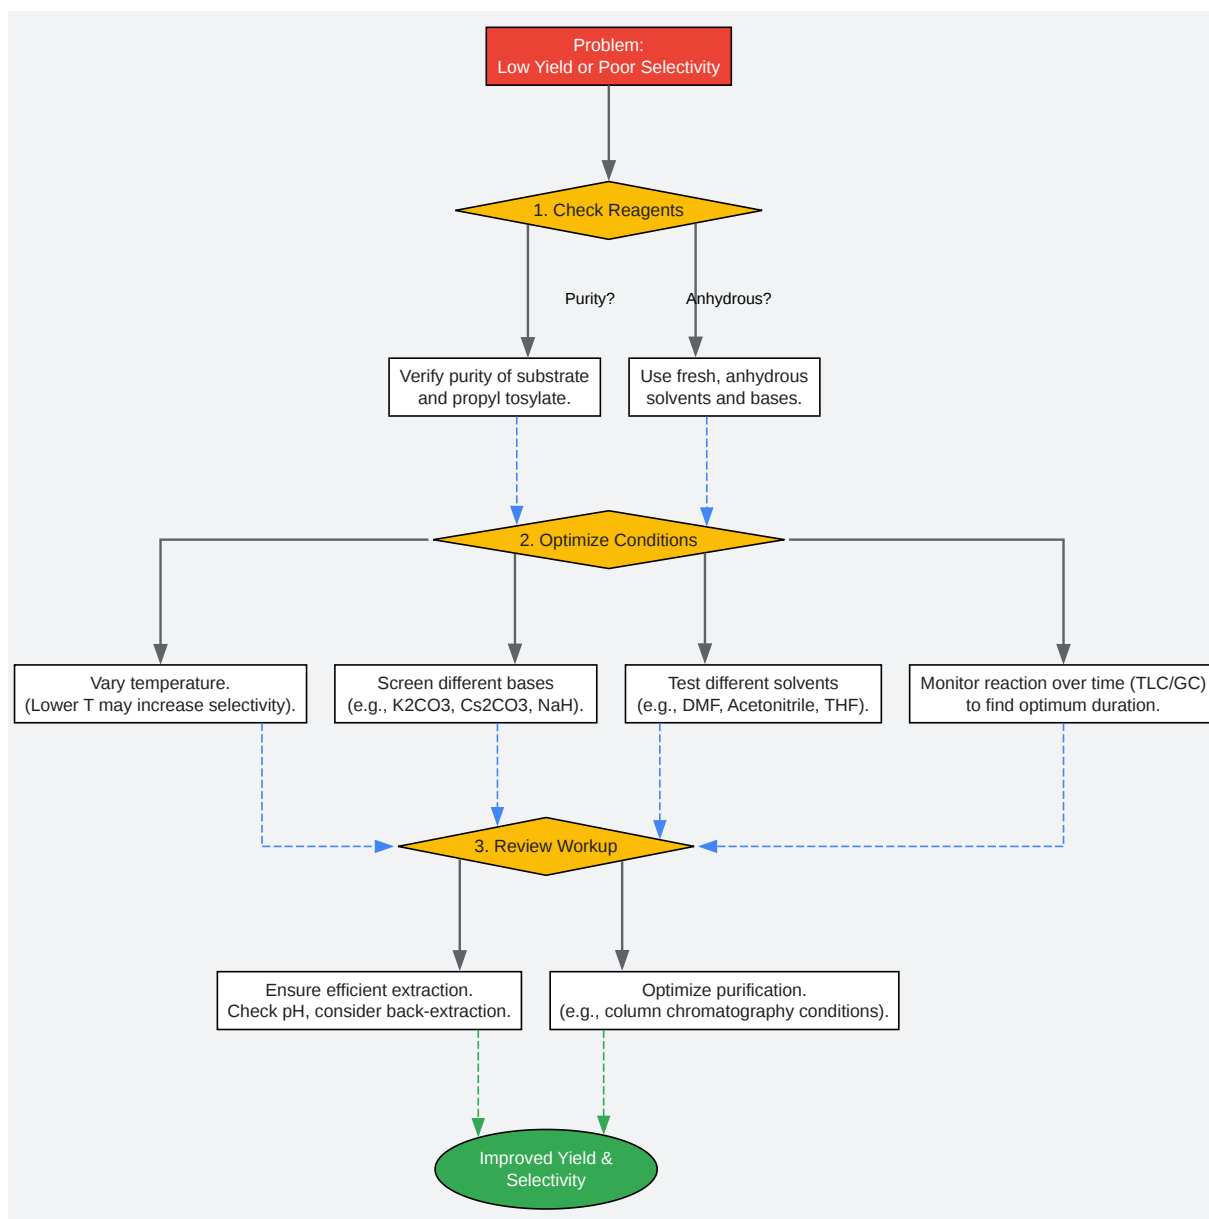 Problem:
Low Yield or Poor Selectivity
1. Check Reagents
Purity?
Anhydrous?
Verify purity of substrate
and propyl tosylate.
Use fresh, anhydrous
solvents and bases.
2. Optimize Conditions
Vary temperature.
(Lower T may increase selectivity).
Screen different bases
(e.g., K2CO3, Cs2CO3, NaH).
Test different solvents
(e.g., DMF, Acetonitrile, THF).
Monitor reaction over time (TLC/GC)
to find optimum duration.
3. Review Workup
Ensure efficient extraction.
Check pH, consider back-extraction.
Optimize purification.
(e.g., column chromatography conditions).
Improved Yield &
Selectivity